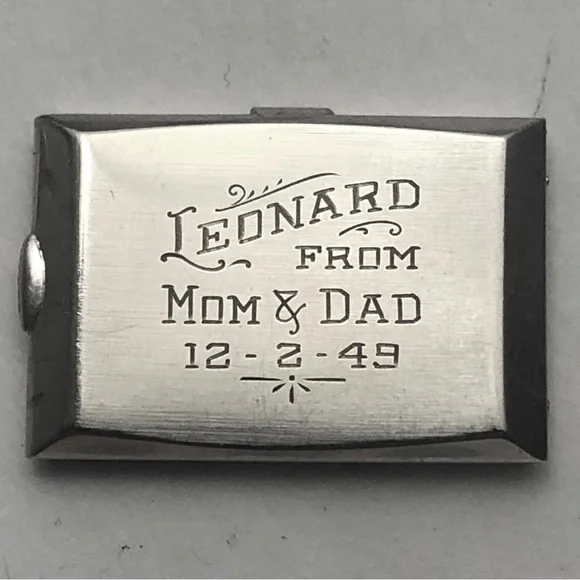 LEONARD
FROM
MOM & DAD
12 - 2 - 49